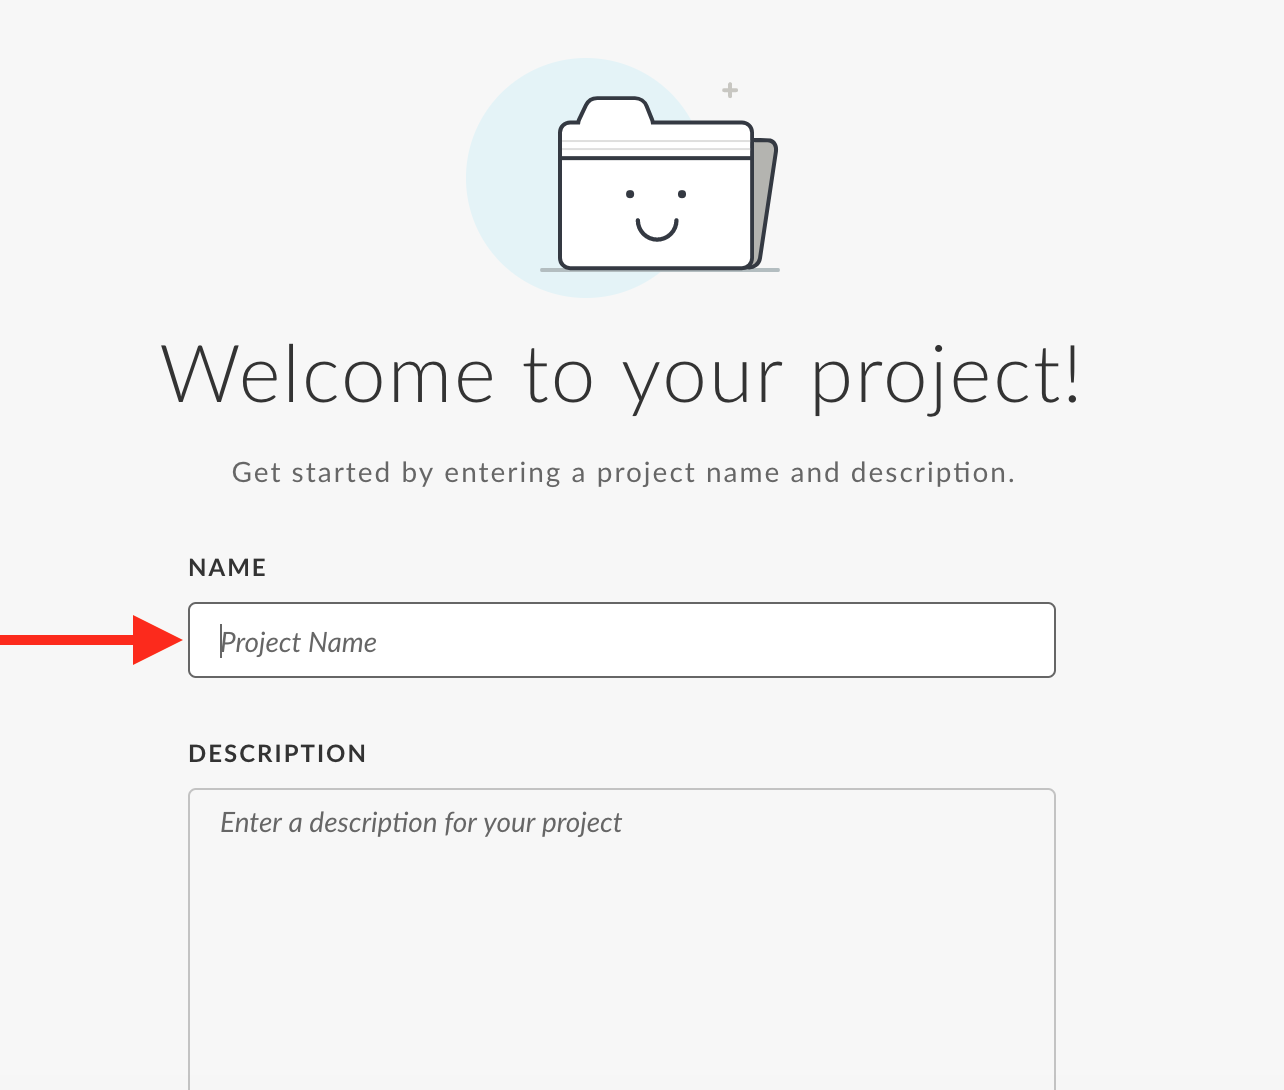 Welcome to your project!
Get started by entering a project name and description.
NAME
Project Name
DESCRIPTION
Enter a description for your project